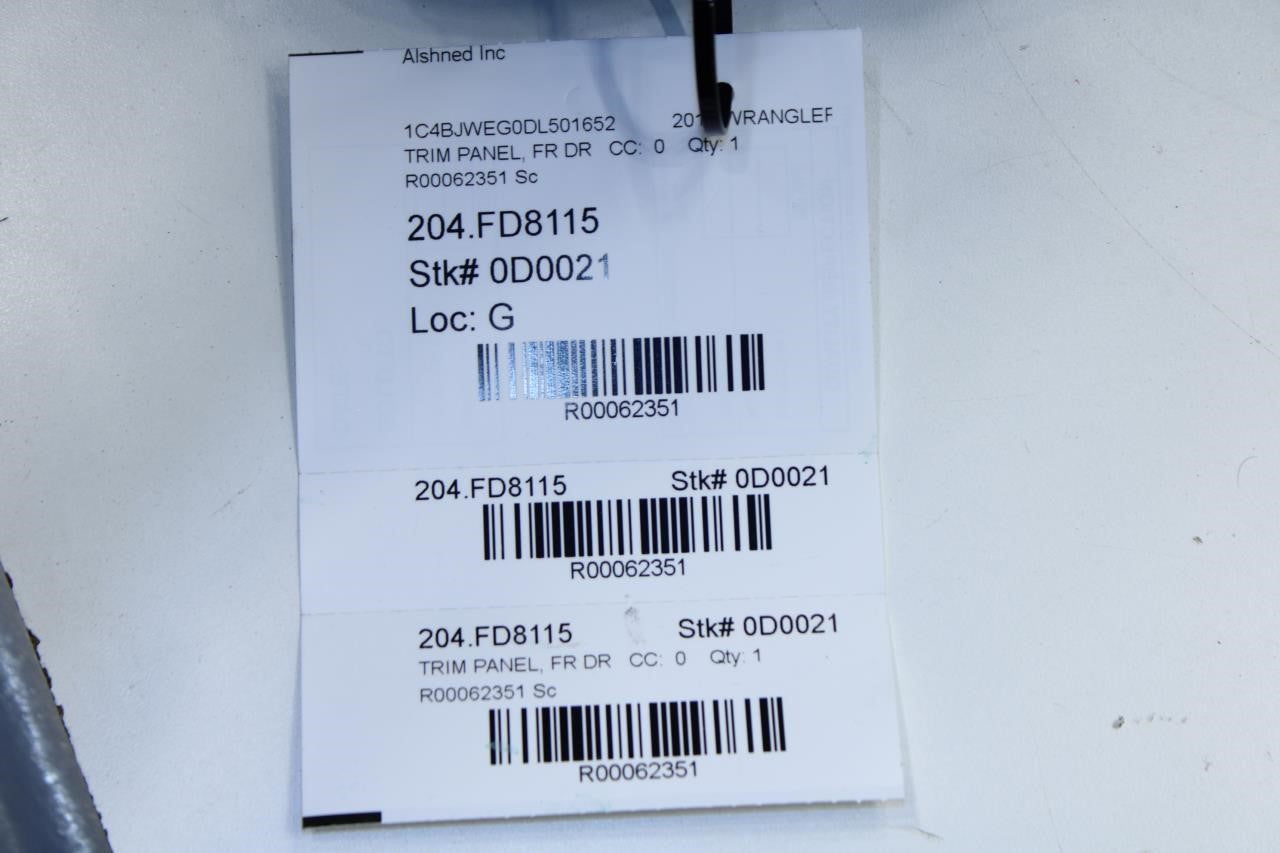 Alshned Inc
1C4BJWEG0DL501652 WRANGLER
TRIM PANEL, FR DR CC: 0 Qty: 1
R00062351 Sc
204.FD8115
Stk# 0D0021
Loc: G
R00062351
204.FD8115 Stk# 0D0021
R00062351
204.FD8115 Stk# 0D0021
TRIM PANEL, FR DR CC: 0 Qty: 1
R00062351 Sc
R00062351